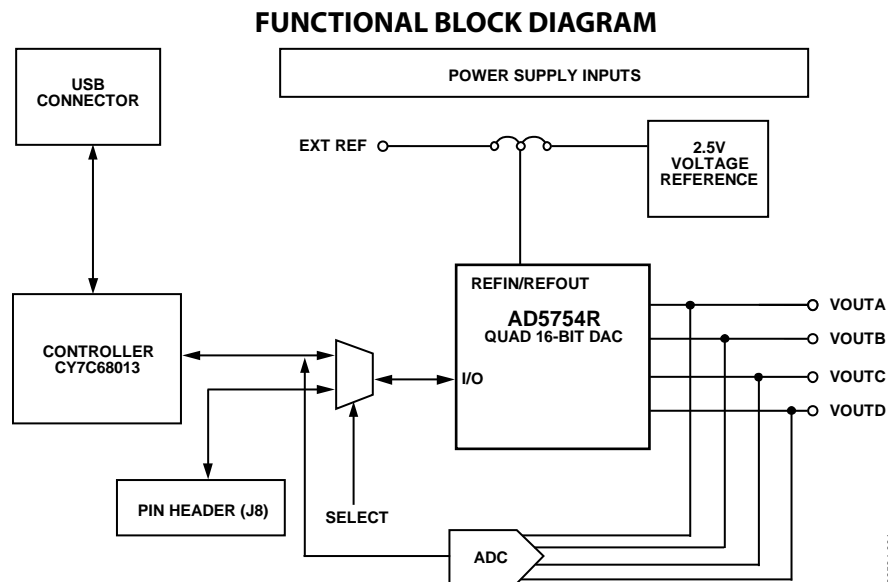 FUNCTIONAL BLOCK DIAGRAM
USB
CONNECTOR
POWER SUPPLY INPUTS
EXT REF
2.5V
VOLTAGE
REFERENCE
REFIN/REFOUT
AD5754R
QUAD 16-BIT DAC
VOUTA
VOUTB
VOUTC
VOUTD
CONTROLLER
CY7C68013
I/O
PIN HEADER (J8)
SELECT
ADC